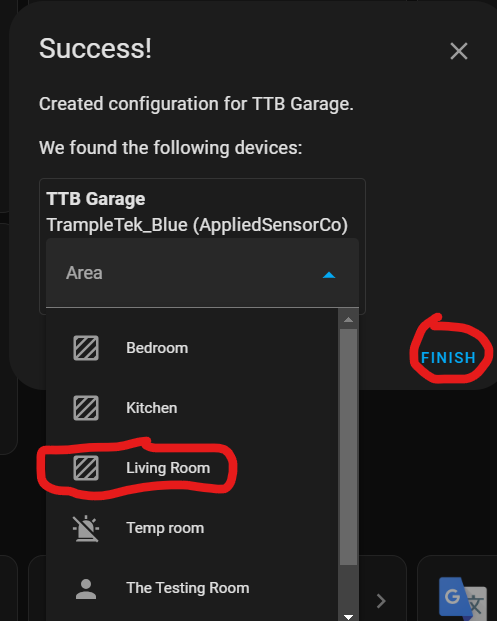 Success!
Created configuration for TTB Garage.
We found the following devices:
TTB Garage
TrampleTek_Blue (AppliedSensorCo)
Area
Bedroom
FINISH
Kitchen
Living Room
Temp room
The Testing Room
G 文